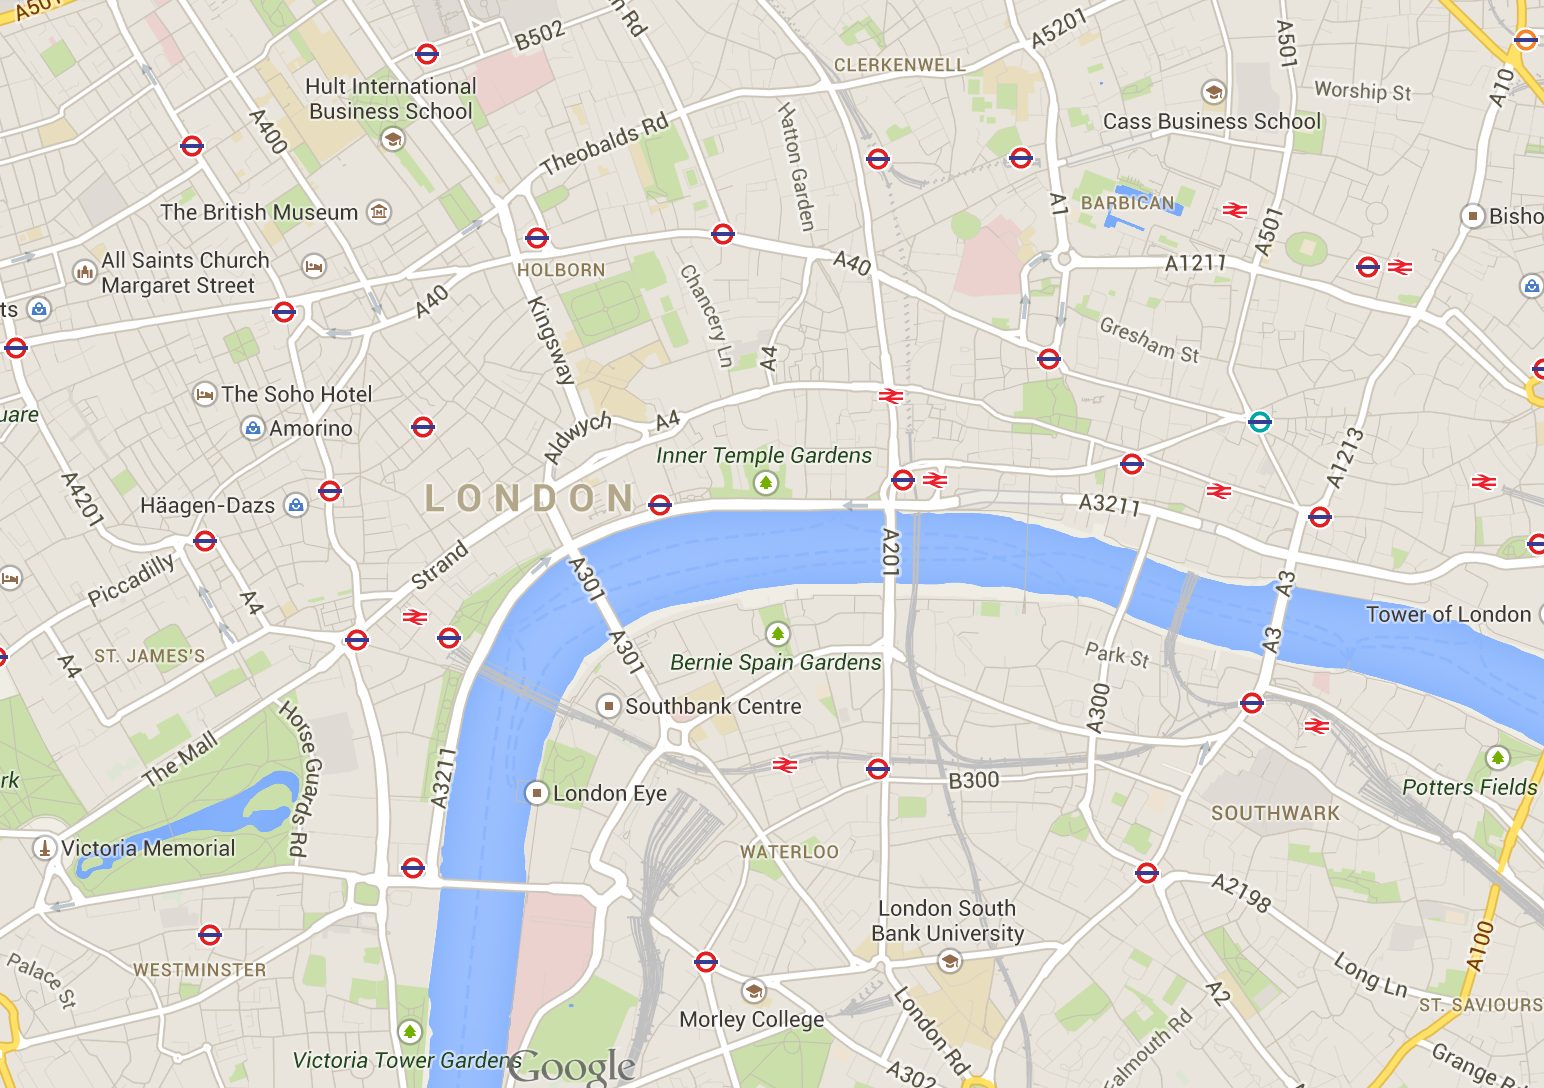 A501
B502
n Rd
A5201
A501
A10
CLERKENWELL
Hult International
Business School
A400
Theobalds Rd
Hatton Garden
Worship St
Cass Business School
The British Museum
A1
BARBICAN
A501
Bisho
All Saints Church
Margaret Street
HOLBORN
A40
A1211
ts
A40
Kingsway
Chancery Ln
A4
Gresham St
The Soho Hotel
uare
Amorino
Aldwych
A4
Inner Temple Gardens
A1213
A4201
Häagen-Dazs
LONDON
A3211
Piccadilly
Strand
A4
A301
A201
A3
Tower of London
A4
ST. JAMES'S
A301
Bernie Spain Gardens
Park St
A3
Southbank Centre
A300
Horse Guards Rd
The Mall
A3211
rk
London Eye
B300
Potters Fields
SOUTHWARK
Victoria Memorial
WATERLOO
A2198
London South
Bank University
A100
Palace St
WESTMINSTER
Long Ln
A2
ST. SAVIOURS
Morley College
London Rd
Falmouth Rd
Victoria Tower Gardens
Google
A302
Grange R